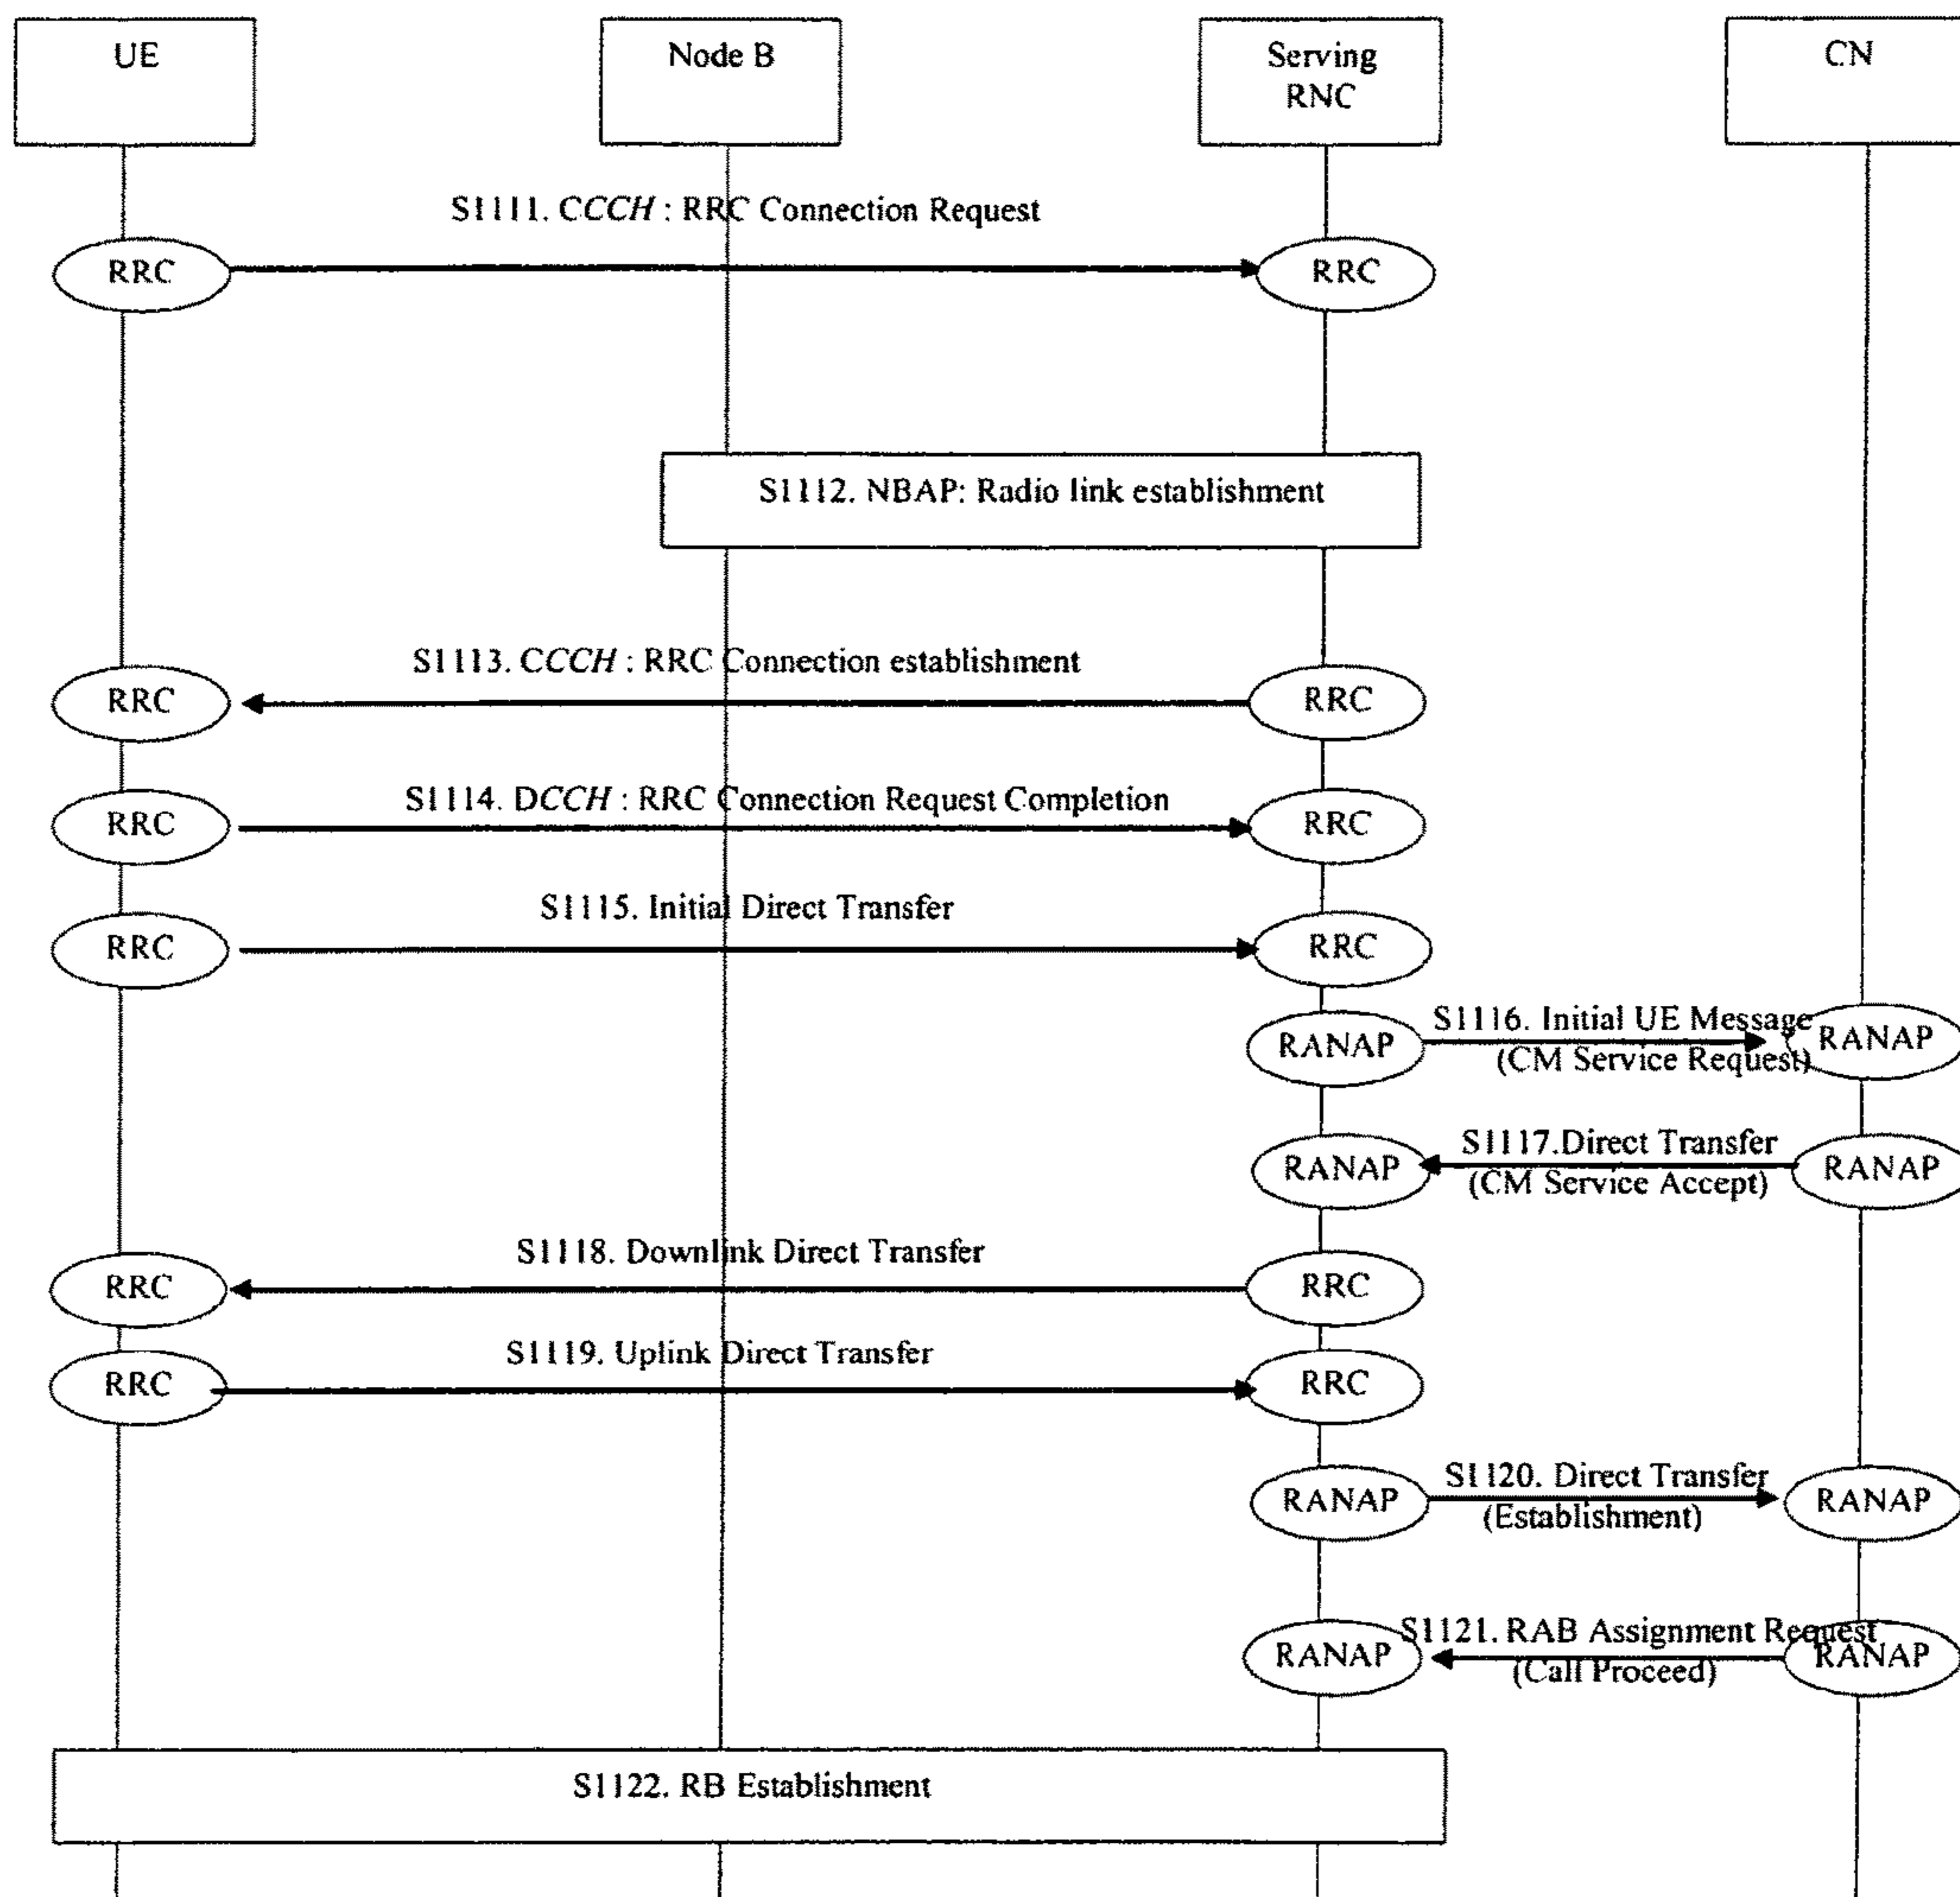 UE
Node B
Serving
RNC
CN
S1111. CCCH : RRC Connection Request
RRC
RRC
S1112. NBAP: Radio link establishment
S1113. CCCH : RRC Connection establishment
RRC
RRC
S1114. DCCH : RRC Connection Request Completion
RRC
RRC
S1115. Initial Direct Transfer
RRC
RRC
S1116. Initial UE Message
RANAP
RANAP
(CM Service Request)
S1117.Direct Transfer
RANAP
RANAP
(CM Service Accept)
S1118. Downlink Direct Transfer
RRC
RRC
S1119. Uplink Direct Transfer
RRC
RRC
S1120. Direct Transfer
RANAP
RANAP
(Establishment)
S1121. RAB Assignment Request
RANAP
RANAP
(Call Proceed)
S1122. RB Establishment